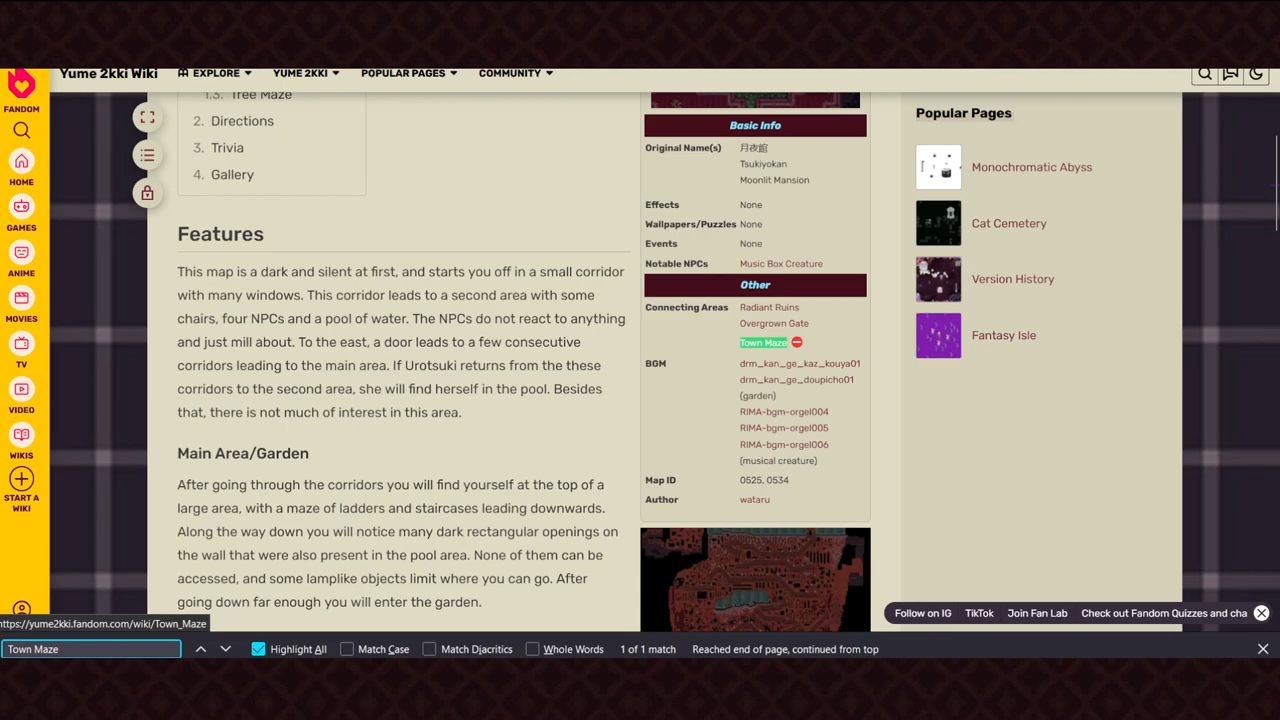 Yume 2kki Wiki
EXPLORE
YUME 2KKI
POPULAR PAGES
COMMUNITY
FANDOM
HOME
GAMES
ANIME
MOVIES
TV
VIDEO
WIKIS
START A
WIKI
1.3. Tree Maze
2. Directions
3. Trivia
4. Gallery
Features
This map is a dark and silent at first, and starts you off in a small corridor
with many windows. This corridor leads to a second area with some
chairs, four NPCs and a pool of water. The NPCs do not react to anything
and just mill about. To the east, a door leads to a few consecutive
corridors leading to the main area. If Urotsuki returns from the these
corridors to the second area, she will find herself in the pool. Besides
that, there is not much of interest in this area.
Main Area/Garden
After going through the corridors you will find yourself at the top of a
large area, with a maze of ladders and staircases leading downwards.
Along the way down you will notice many dark rectangular openings on
the wall that were also present in the pool area. None of them can be
accessed, and some lamplike objects limit where you can go. After
going down far enough you will enter the garden.
Basic Info
Original Name(s) 月夜館
Tsukiyokan
Moonlit Mansion
Effects None
Wallpapers/Puzzles None
Events None
Notable NPCs Music Box Creature
Other
Connecting Areas Radiant Ruins
Overgrown Gate
Town Maze
BGM drm_kan_ge_kaz_kouya01
drm_kan_ge_doupicho01
(garden)
RIMA-bgm-orgel004
RIMA-bgm-orgel005
RIMA-bgm-orgel006
(musical creature)
Map ID 0525, 0534
Author wataru
Popular Pages
Monochromatic Abyss
Cat Cemetery
Version History
Fantasy Isle
Follow on IG TikTok Join Fan Lab Check out Fandom Quizzes and cha
https://yume2kki.fandom.com/wiki/Town_Maze
Town Maze
Highlight All Match Case Match Diacritics Whole Words 1 of 1 match Reached end of page, continued from top